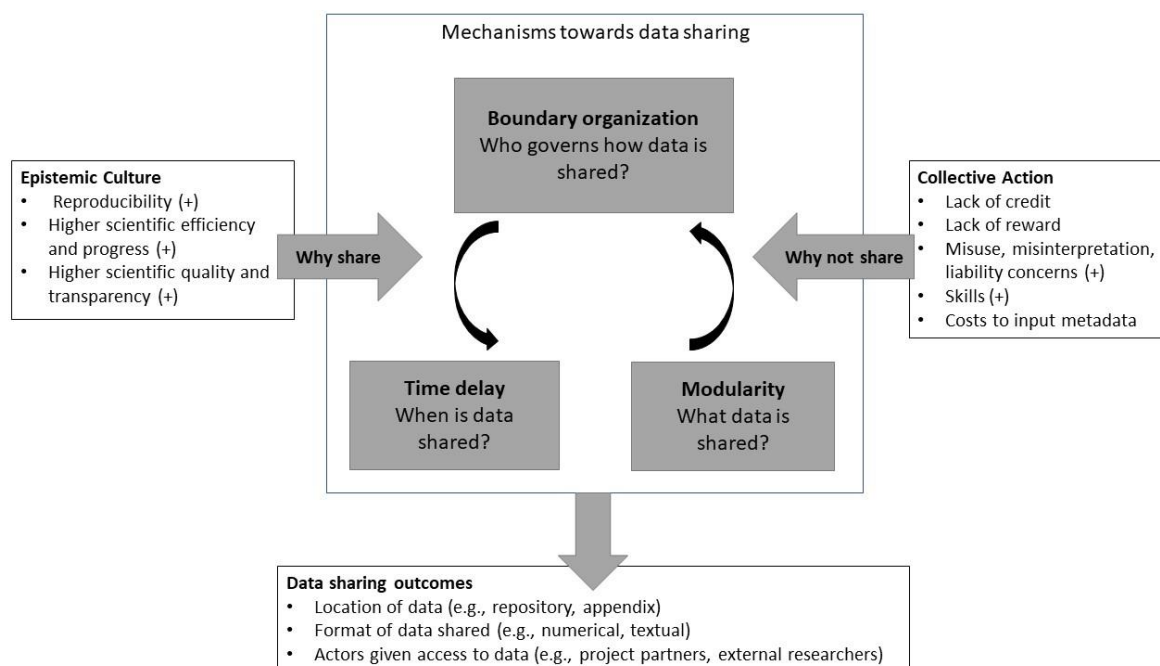 Mechanisms towards data sharing
Boundary organization
Who governs how data is
shared?
Epistemic Culture
• Reproducibility (+)
• Higher scientific efficiency
and progress (+)
• Higher scientific quality and
transparency (+)
Why share
Why not share
Collective Action
• Lack of credit
• Lack of reward
• Misuse, misinterpretation,
liability concerns (+)
• Skills (+)
• Costs to input metadata
Time delay
When is data
shared?
Modularity
What data is
shared?
Data sharing outcomes
• Location of data (e.g., repository, appendix)
• Format of data shared (e.g., numerical, textual)
• Actors given access to data (e.g., project partners, external researchers)